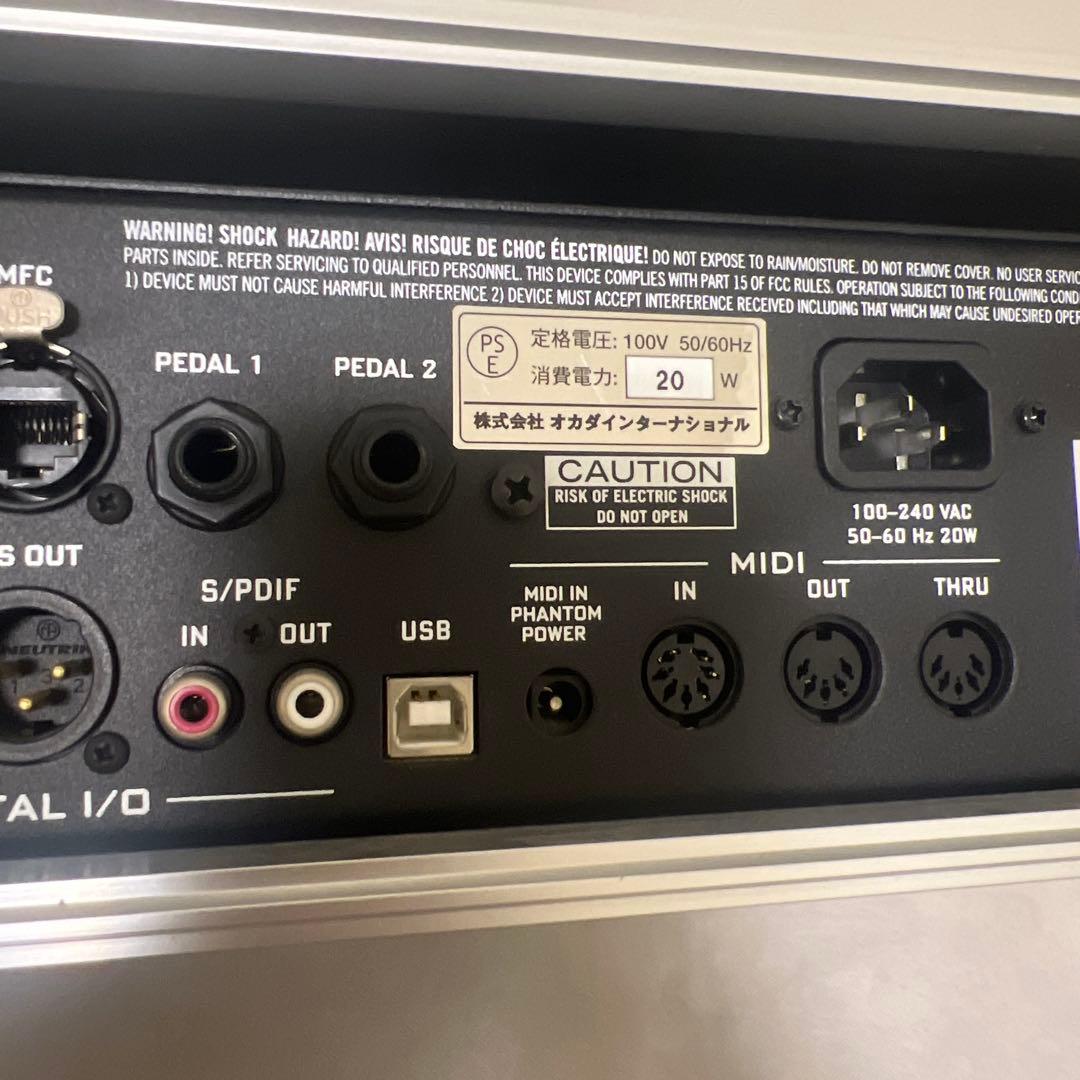 WARNING! SHOCK HAZARD! AVIS! RISQUE DE CHOC ÉLECTRIQUE! DO NOT EXPOSE TO RAIN/MOISTURE. DO NOT REMOVE COVER. NO USER SERVIC
PARTS INSIDE. REFER SERVICING TO QUALIFIED PERSONNEL. THIS DEVICE COMPLIES WITH PART 15 OF FCC RULES. OPERATION SUBJECT TO THE FOLLOWING COND
1) DEVICE MUST NOT CAUSE HARMFUL INTERFERENCE 2) DEVICE MUST ACCEPT INTERFERENCE RECEIVED INCLUDING THAT WHICH MAY CAUSE UNDESIRED OPER
MFC
PUSH
PEDAL 1
PEDAL 2
PS
E
定格電圧: 100V 50/60Hz
消費電力: 20 W
株式会社 オカダインターナショナル
CAUTION
RISK OF ELECTRIC SHOCK
DO NOT OPEN
100–240 VAC
50–60 Hz 20W
S OUT
NEUTRIK
1 3 2
S/PDIF
IN
OUT
USB
MIDI
MIDI IN
PHANTOM
POWER
IN
OUT
THRU
TAL I/O